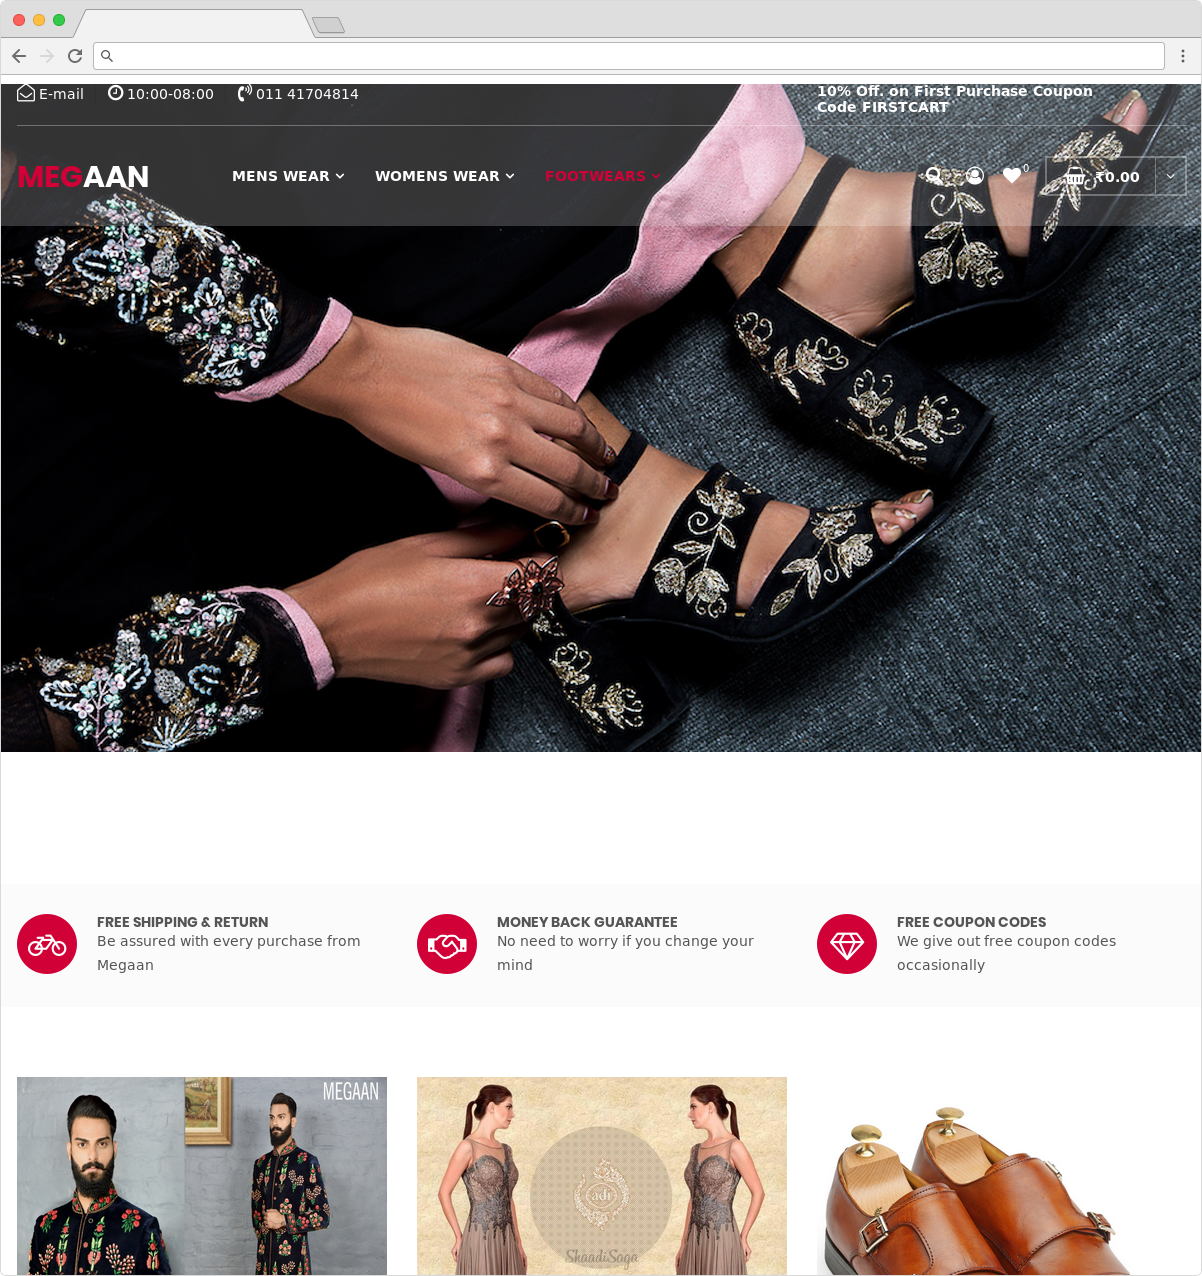 E-mail 10:00-08:00 011 41704814
10% Off. on First Purchase Coupon
Code FIRSTCART
MEGAAN
MENS WEAR WOMENS WEAR FOOTWEARS 0 ₹0.00
FREE SHIPPING & RETURN
Be assured with every purchase from
Megaan
MONEY BACK GUARANTEE
No need to worry if you change your
mind
FREE COUPON CODES
We give out free coupon codes
occasionally
MEGAAN
adi
ShaadiSaga